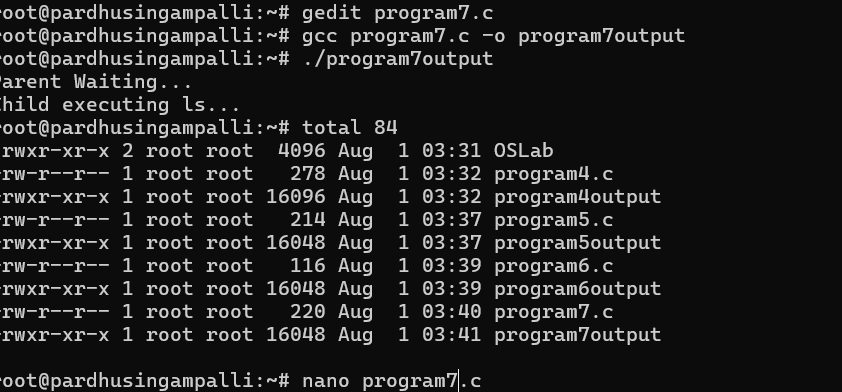 root@pardhusingampalli:~# gedit program7.c
root@pardhusingampalli:~# gcc program7.c -o program7output
root@pardhusingampalli:~# ./program7output
Parent Waiting...
Child executing ls...
root@pardhusingampalli:~# total 84
rwxr-xr-x 2 root root  4096 Aug  1 03:31 OSLab
rw-r--r-- 1 root root   278 Aug  1 03:32 program4.c
rwxr-xr-x 1 root root 16096 Aug  1 03:32 program4output
rw-r--r-- 1 root root   214 Aug  1 03:37 program5.c
rwxr-xr-x 1 root root 16048 Aug  1 03:37 program5output
rw-r--r-- 1 root root   116 Aug  1 03:39 program6.c
rwxr-xr-x 1 root root 16048 Aug  1 03:39 program6output
rw-r--r-- 1 root root   220 Aug  1 03:40 program7.c
rwxr-xr-x 1 root root 16048 Aug  1 03:41 program7output
root@pardhusingampalli:~# nano program7.c